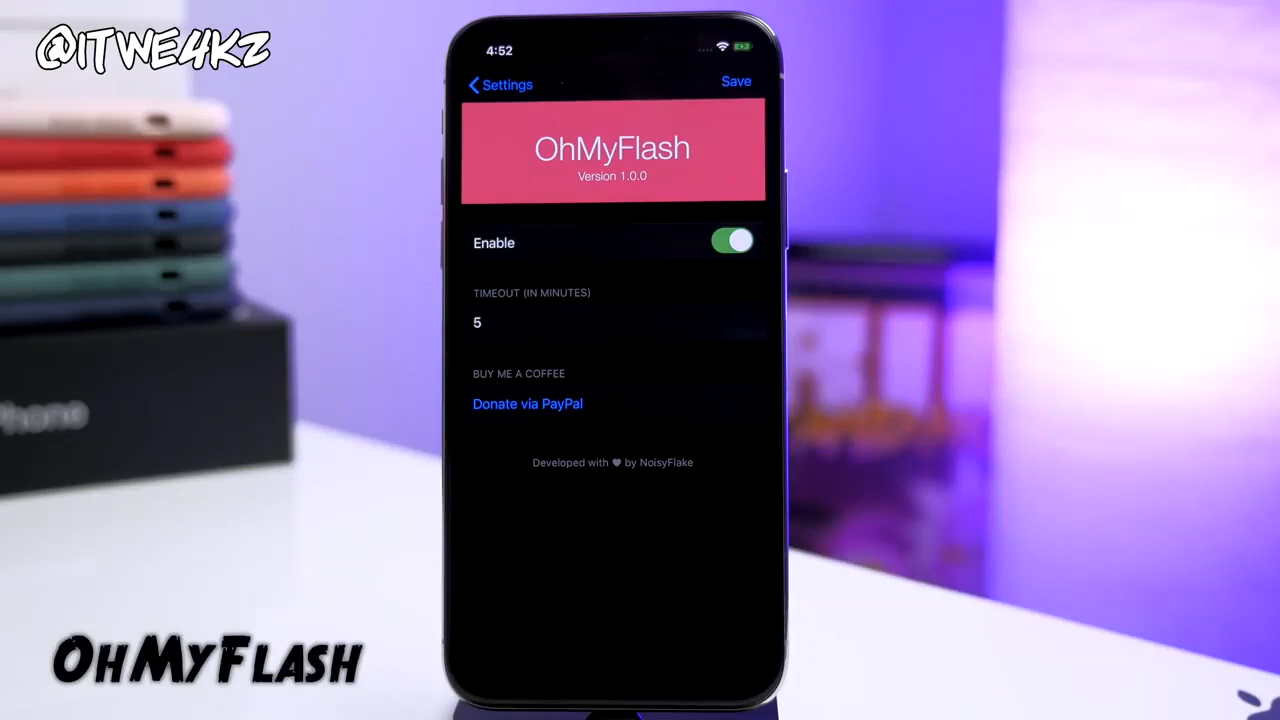 @iTWE4KZ
4:52
Settings
Save
OhMyFlash
Version 1.0.0
Enable
TIMEOUT (IN MINUTES)
5
BUY ME A COFFEE
Donate via PayPal
Developed with ♥ by NoisyFlake
Phone
OhMyFlash